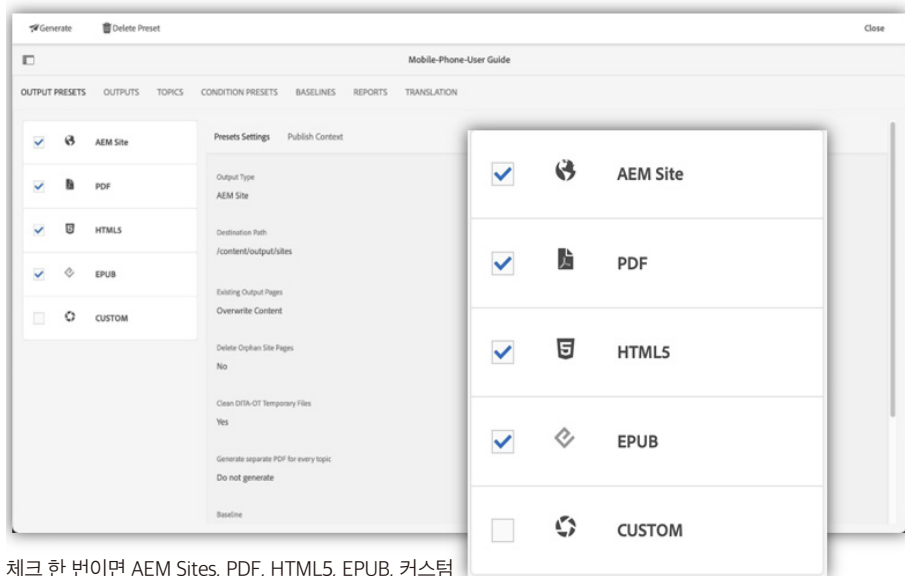 Generate Delete Preset Close
Mobile-Phone-User Guide
OUTPUT PRESETS OUTPUTS TOPICS CONDITION PRESETS BASELINES REPORTS TRANSLATION
AEM Site
PDF
HTML5
EPUB
CUSTOM
Presets Settings Publish Context
Output Type
AEM Site
Destination Path
/content/output/sites
Existing Output Pages
Overwrite Content
Delete Orphan Site Pages
No
Clean DITA-OT Temporary Files
Yes
Generate separate PDF for every topic
Do not generate
Baseline
AEM Site
PDF
HTML5
EPUB
CUSTOM
체크 한 번이면 AEM Sites, PDF, HTML5, EPUB, 커스텀